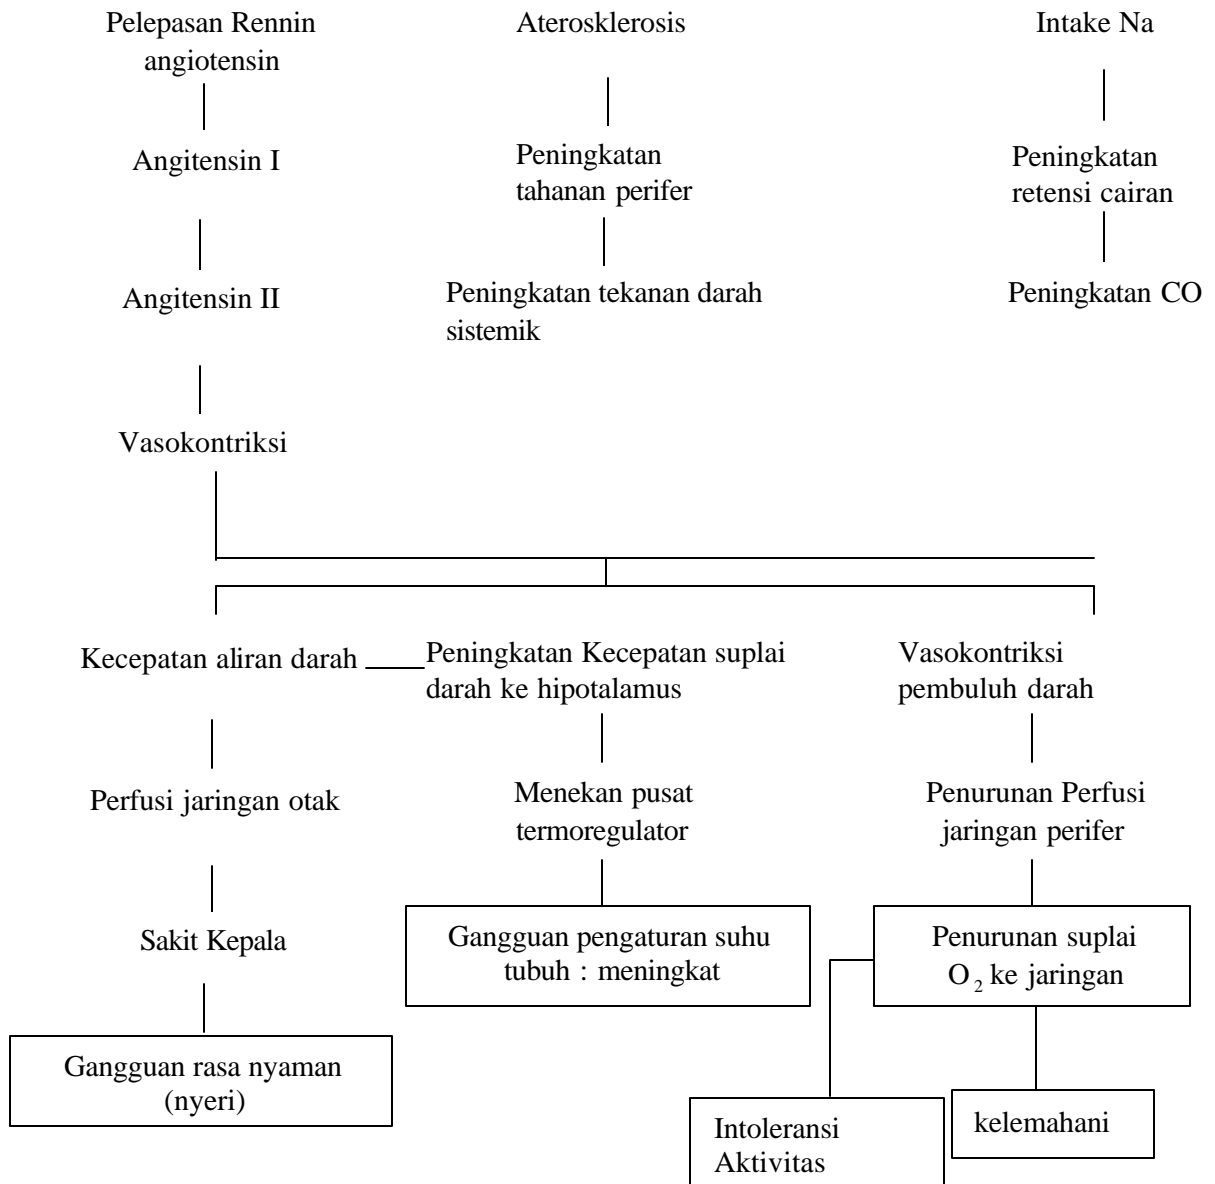 Pelepasan Rennin
angiotensin
Aterosklerosis
Intake Na
Angitensin I
Peningkatan
tahanan perifer
Peningkatan
retensi cairan
Angitensin II
Peningkatan tekanan darah
sistemik
Peningkatan CO
Vasokontriksi
Kecepatan aliran darah
Peningkatan Kecepatan suplai
darah ke hipotalamus
Vasokontriksi
pembuluh darah
Perfusi jaringan otak
Menekan pusat
termoregulator
Penurunan Perfusi
jaringan perifer
Sakit Kepala
Gangguan pengaturan suhu
tubuh : meningkat
Penurunan suplai
O₂ ke jaringan
Gangguan rasa nyaman
(nyeri)
Intoleransi
Aktivitas
kelemahani